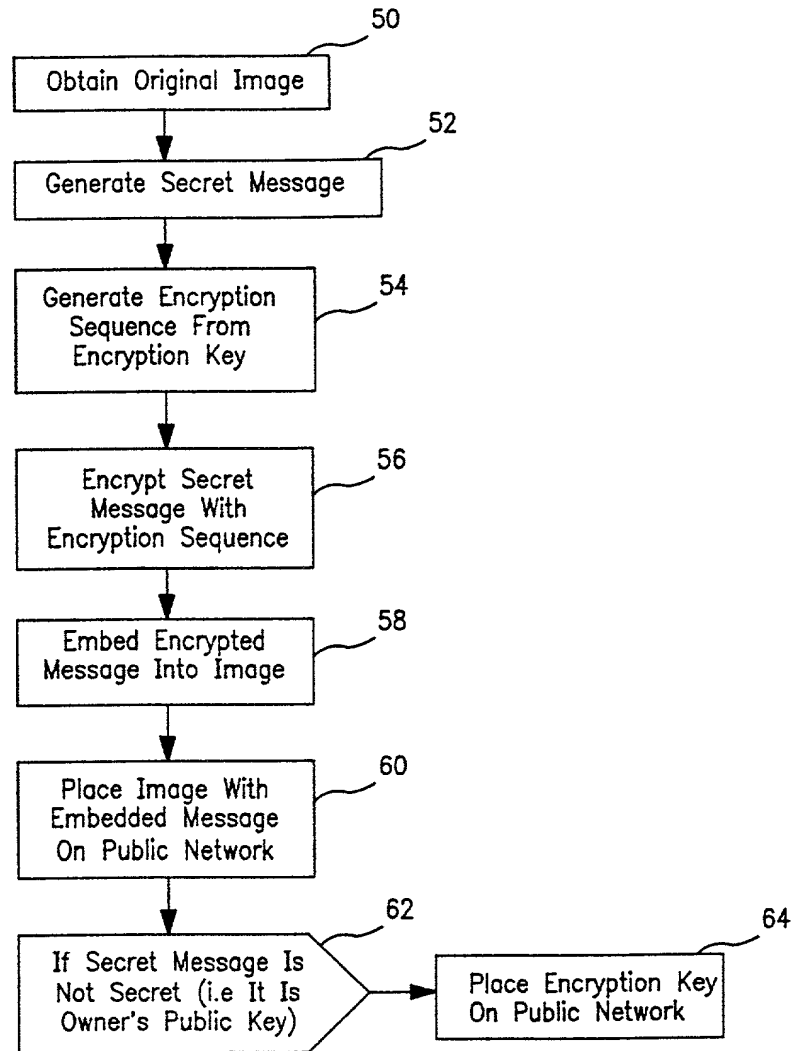 50
Obtain Original Image
52
Generate Secret Message
54
Generate Encryption
Sequence From
Encryption Key
56
Encrypt Secret
Message With
Encryption Sequence
58
Embed Encrypted
Message Into Image
60
Place Image With
Embedded Message
On Public Network
62
If Secret Message Is
Not Secret (i.e It Is
Owner's Public Key)
64
Place Encryption Key
On Public Network